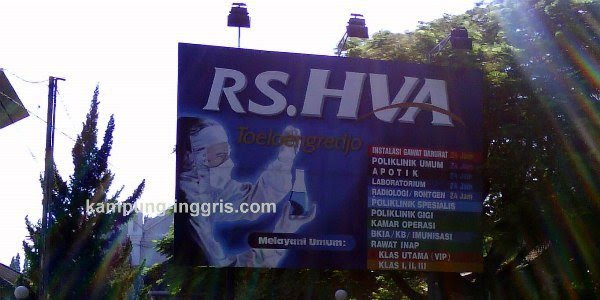 RS.HVA
Toeloengredjo
INSTALASI GAWAT DARURAT 24 Jam
POLIKLINIK UMUM 24 Jam
APOTIK 24 Jam
LABORATORIUM 24 Jam
RADIOLOGI / RONTGEN 24 Jam
POLIKLINIK SPESIALIS
POLIKLINIK GIGI
KAMAR OPERASI
BKIA/ KB / IMUNISASI
RAWAT INAP
KLAS UTAMA (VIP)
KLAS I, II, III
Melayani Umum:
kampung-inggris.com